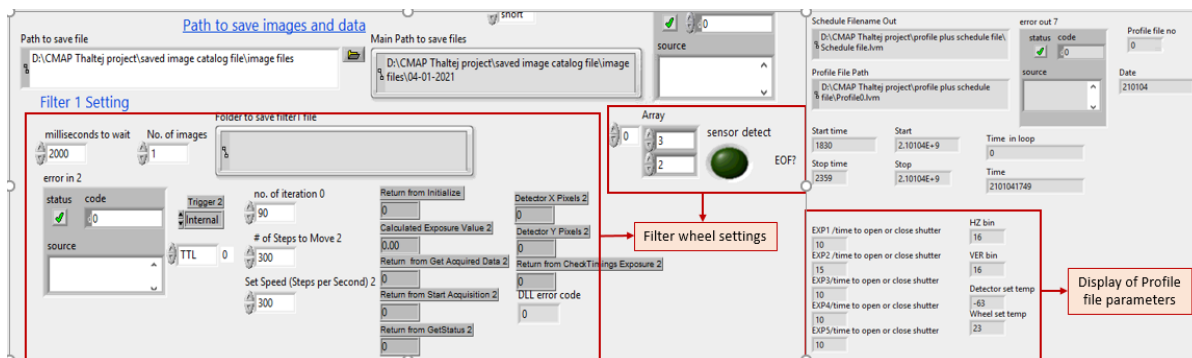 Path to save images and data
short
Path to save file
D:\CMAP Thaltej project\saved image catalog file\image files
Main Path to save files
D:\CMAP Thaltej project\saved image catalog file\image
files\04-01-2021
0
source
Filter 1 Setting
milliseconds to wait
2000
No. of images
1
Folder to save filter1 file
error in 2
status code
0
source
Trigger 2
Internal
TTL 0
no. of iteration 0
90
# of Steps to Move 2
300
Set Speed (Steps per Second) 2
300
Return from Initialize
0
Calculated Exposure Value 2
0.00
Return from Get Acquired Data 2
0
Return from Start Acquisition 2
0
Return from GetStatus 2
0
Detector X Pixels 2
0
Detector Y Pixels 2
0
Return from CheckTimings Exposure 2
0
DLL error code
0
Array
0
3
2
sensor detect
EOF?
Filter wheel settings
Schedule Filename Out
D:\CMAP Thaltej project\profile plus schedule file\
Schedule file.lvm
Profile File Path
D:\CMAP Thaltej project\profile plus schedule
file\Profile0.lvm
error out 7
status code
0
source
Profile file no
0
Date
210104
Start time
1830
Start
2.10104E+9
Stop time
2359
Stop
2.10104E+9
Time in loop
0
Time
2101041749
EXP1 /time to open or close shutter
10
EXP2 /time to open or close shutter
15
EXP3/time to open or close shutter
10
EXP4/time to open or close shutter
10
EXP5/time to open or close shutter
10
HZ bin
16
VER bin
16
Detector set temp
-63
Wheel set temp
23
Display of Profile
file parameters